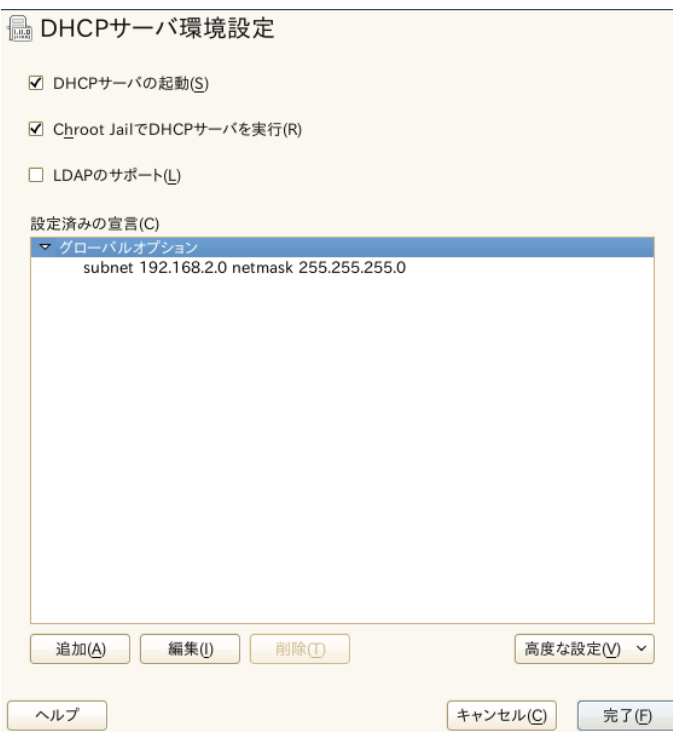 DHCPサーバ環境設定
DHCPサーバの起動(S)
Chroot JailでDHCPサーバを実行(R)
LDAPのサポート(L)
設定済みの宣言(C)
グローバルオプション
subnet 192.168.2.0 netmask 255.255.255.0
追加(A) 編集(I) 削除(T) 高度な設定(V)
ヘルプ キャンセル(C) 完了(F)